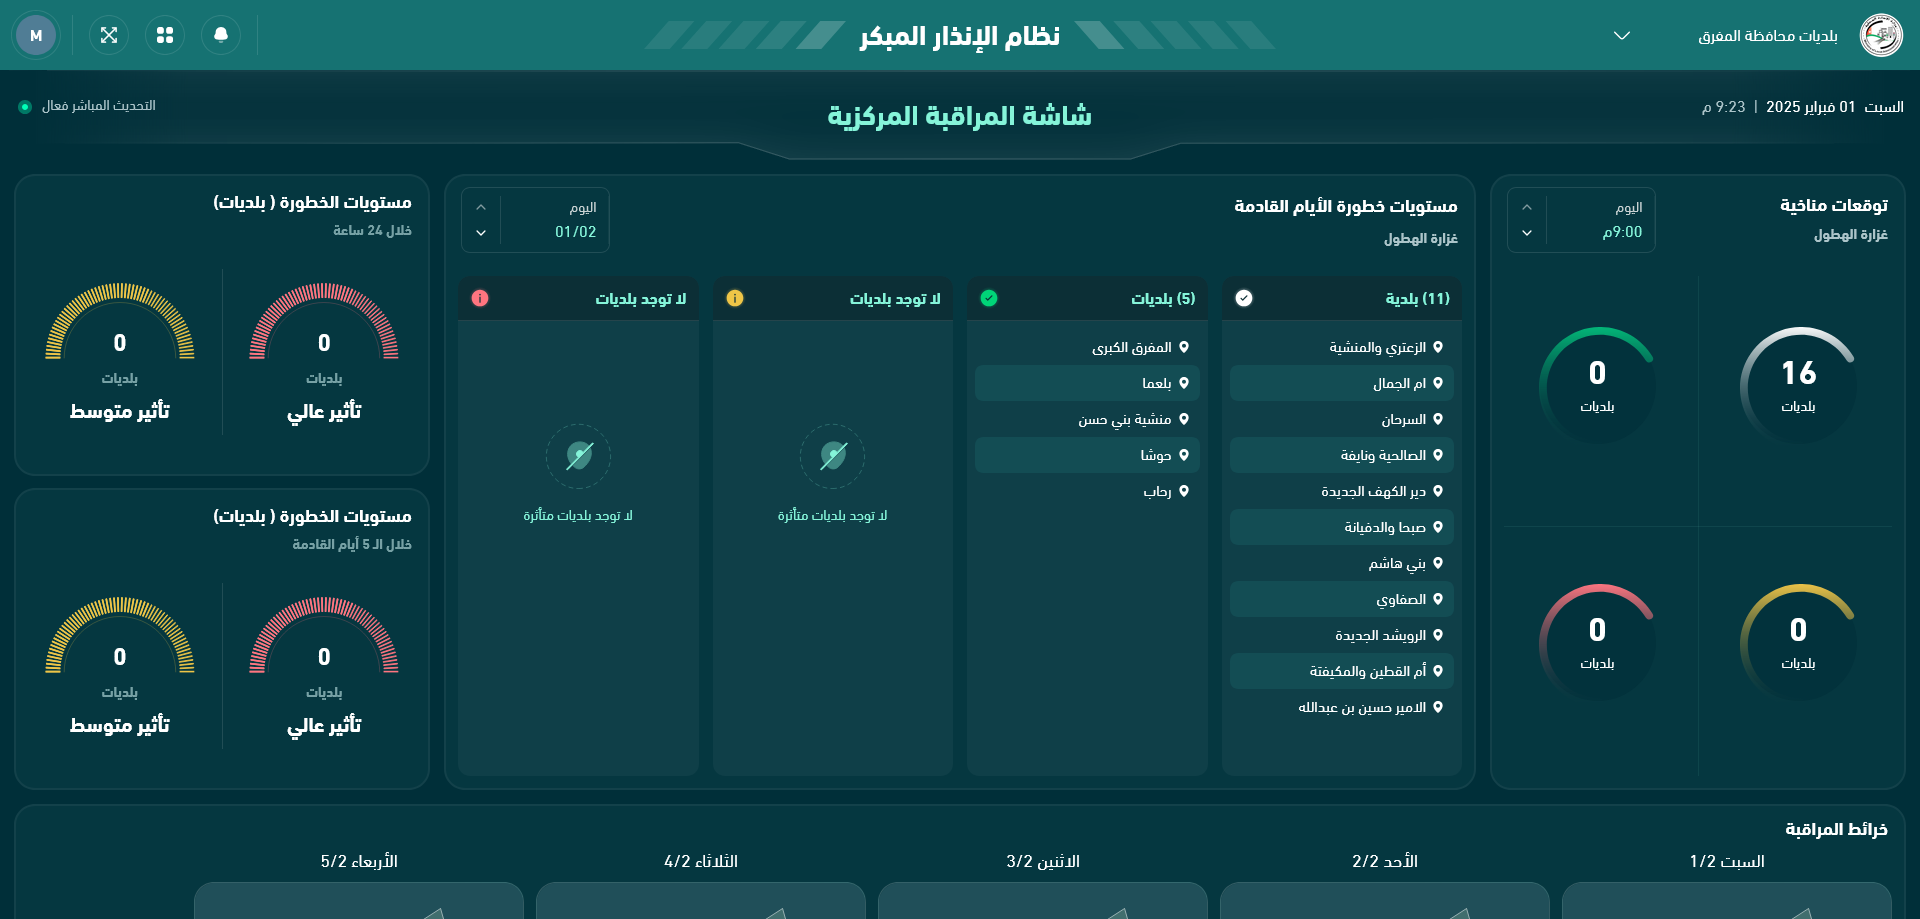 بلديات محافظة المفرق
نظام الإنذار المبكر
M
السبت 01 فبراير 2025 | 9:23 م
شاشة المراقبة المركزية
التحديث المباشر فعال
توقعات مناخية
غزارة الهطول
اليوم
9:00م
16
بلديات
0
بلديات
0
بلديات
0
بلديات
مستويات خطورة الأيام القادمة
غزارة الهطول
اليوم
01/02
(11) بلدية
الزعتري والمنشية
ام الجمال
السرحان
الصالحية ونايفة
دير الكهف الجديدة
صبحا والدفيانة
بني هاشم
الصفاوي
الرويشد الجديدة
أم القطين والمكيفتة
الامير حسين بن عبدالله
(5) بلديات
المفرق الكبرى
بلعما
منشية بني حسن
حوشا
رحاب
لا توجد بلديات
لا توجد بلديات متأثرة
لا توجد بلديات
لا توجد بلديات متأثرة
مستويات الخطورة ( بلديات)
خلال 24 ساعة
0
بلديات
تأثير عالي
0
بلديات
تأثير متوسط
مستويات الخطورة ( بلديات)
خلال الـ 5 أيام القادمة
0
بلديات
تأثير عالي
0
بلديات
تأثير متوسط
خرائط المراقبة
السبت 1/2
الأحد 2/2
الاثنين 3/2
الثلاثاء 4/2
الأربعاء 5/2